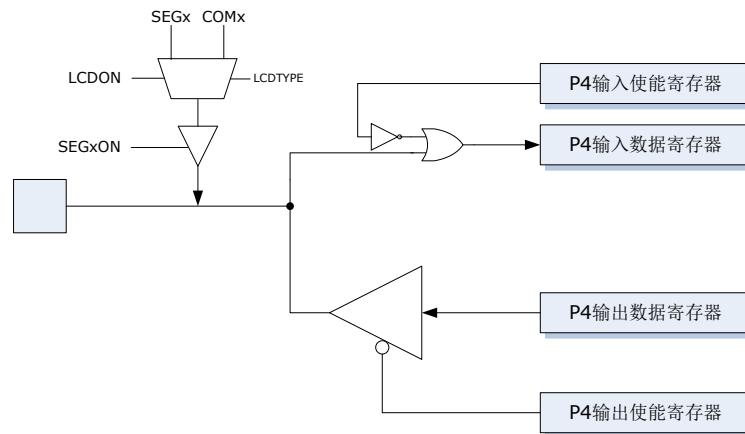 SEGx COMx
LCDON
LCDTYPE
SEGxON
P4输入使能寄存器
P4输入数据寄存器
P4输出数据寄存器
P4输出使能寄存器